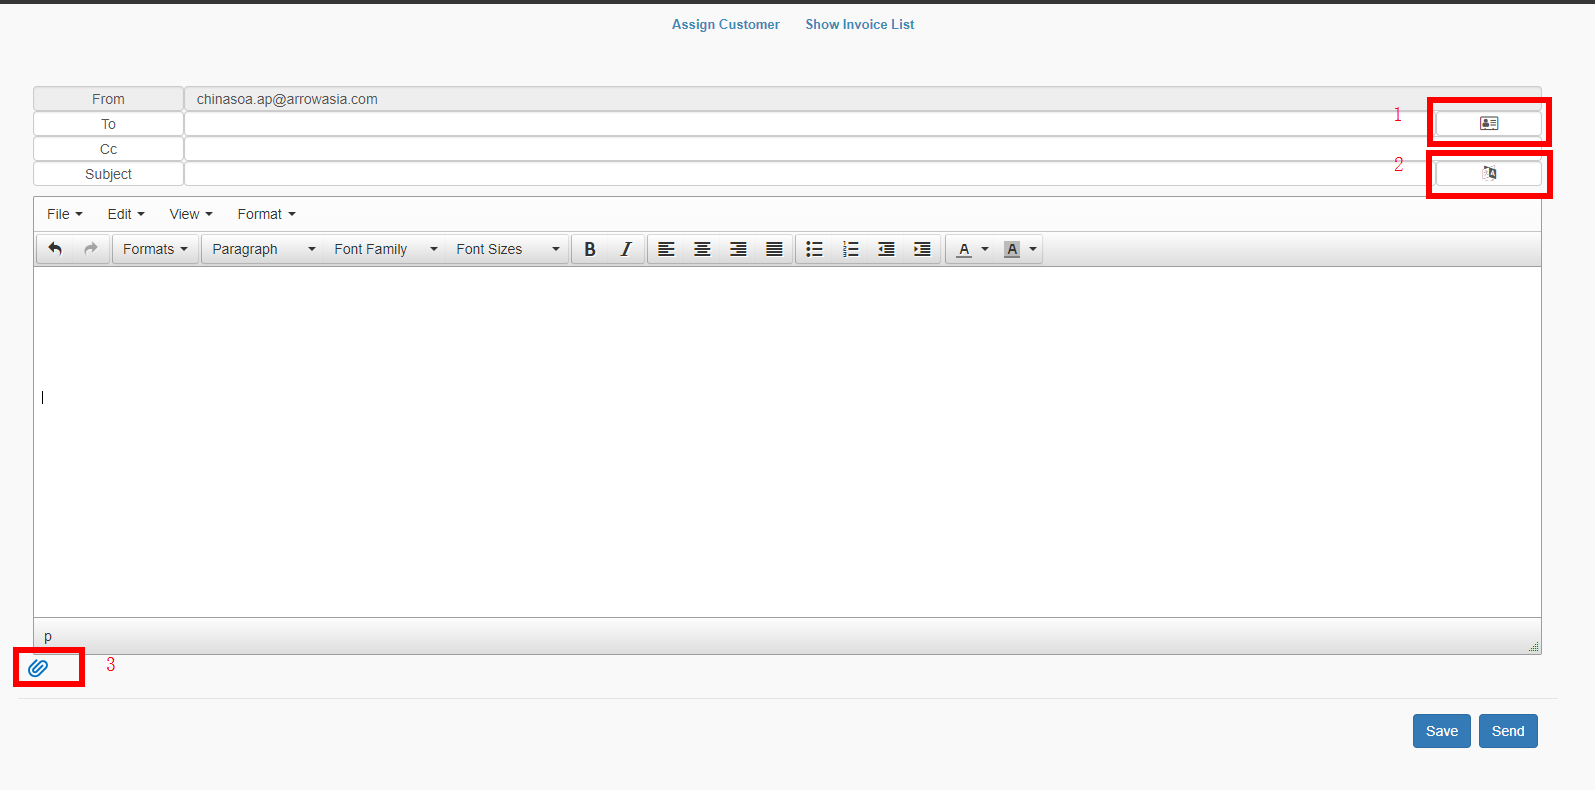 Assign Customer Show Invoice List
From chinasoa.ap@arrowasia.com
To 1
Cc
Subject 2
File Edit View Format
Formats Paragraph Font Family Font Sizes B I A A
p
3
Save Send